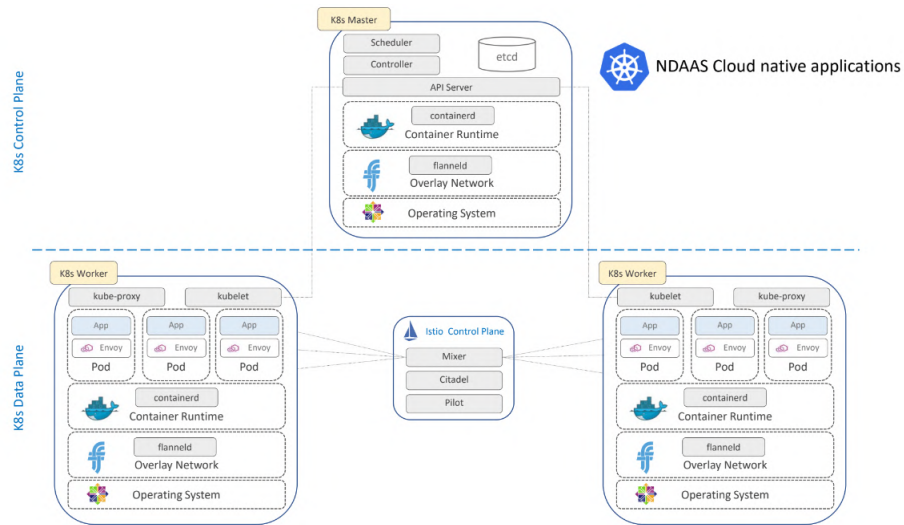 K8s Master
Scheduler
Controller
etcd
API Server
containerd
Container Runtime
flanneld
Overlay Network
Operating System
NDAAS Cloud native applications
K8s Control Plane
K8s Data Plane
K8s Worker
kube-proxy
kubelet
App
App
App
Envoy
Envoy
Envoy
Pod
Pod
Pod
containerd
Container Runtime
flanneld
Overlay Network
Operating System
Istio Control Plane
Mixer
Citadel
Pilot
K8s Worker
kubelet
kube-proxy
App
App
App
Envoy
Envoy
Envoy
Pod
Pod
Pod
containerd
Container Runtime
flanneld
Overlay Network
Operating System